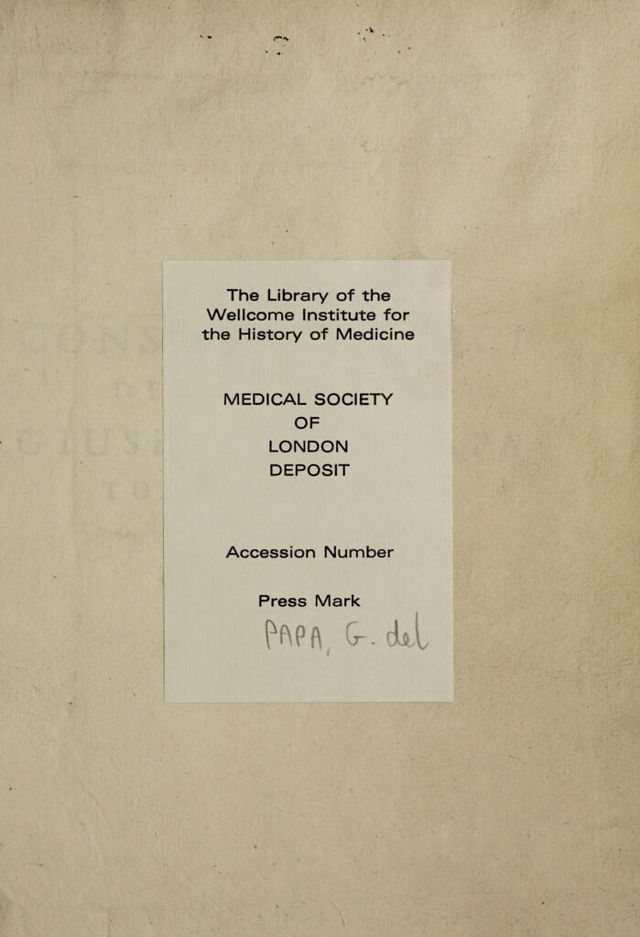 The Library of the
Wellcome Institute for
the History of Medicine
MEDICAL SOCIETY
OF
LONDON
DEPOSIT
Accession Number
Press Mark
PAPA, G. del